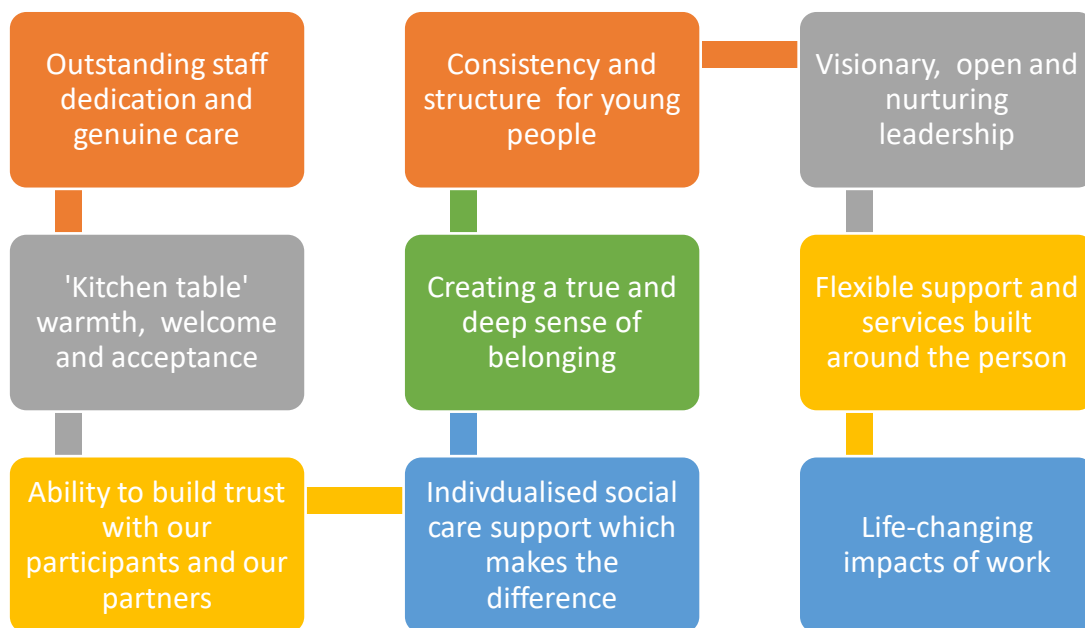 Outstanding staff
dedication and
genuine care
'Kitchen table'
warmth,  welcome
and acceptance
Ability to build trust
with our
participants and our
partners
Indivdualised social
care support which
makes the
difference
Creating a true and
deep sense of
belonging
Consistency and
structure  for young
people
Visionary,  open and
nurturing
leadership
Flexible support and
services built
around the person
Life-changing
impacts of work